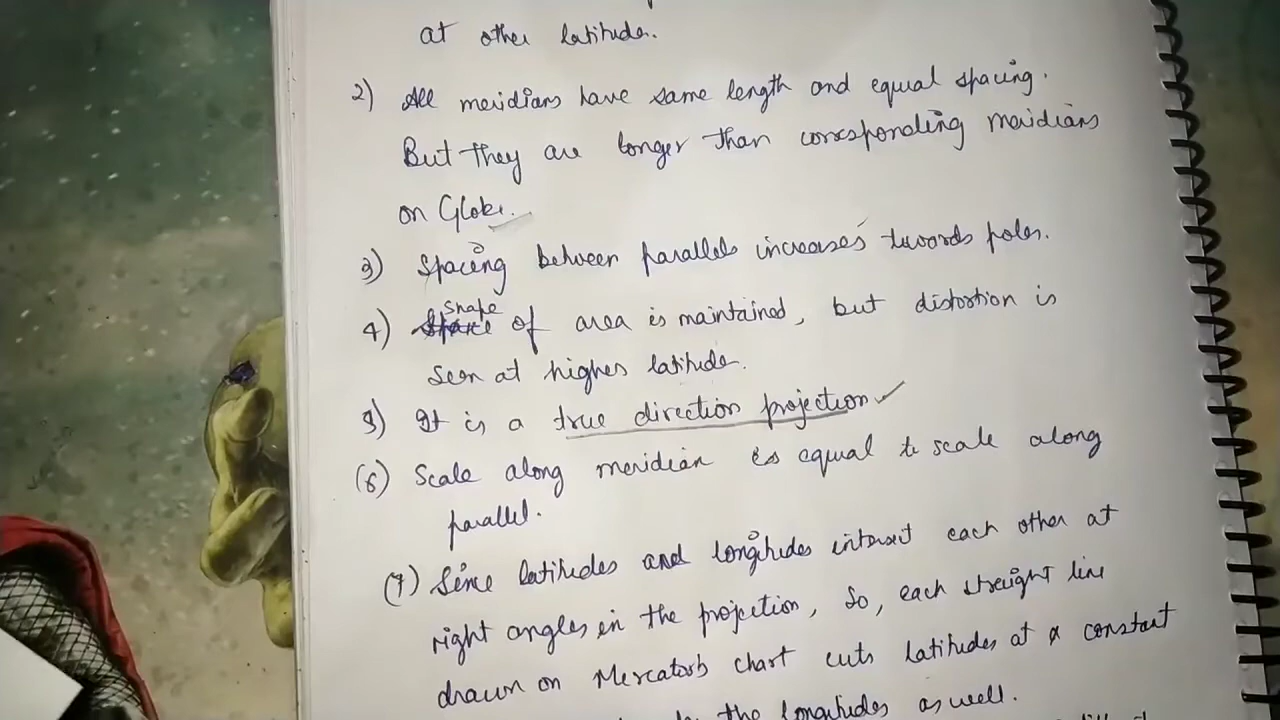 at other latitude.
2) All meridians have same length and equal spacing.
But they are longer than corresponding meridians
on Globe.
3) Spacing between parallels increases towards poles.
4) Shape of area is maintained, but distortion is
seen at higher latitude.
5) It is a true direction projection ✓
(6) Scale along meridian is equal to scale along
parallel.
(7) Since latitudes and longitudes intersect each other at
right angles in the projection, So, each straight line
drawn on Mercator's chart cuts latitudes at a constant
the longitudes as well.